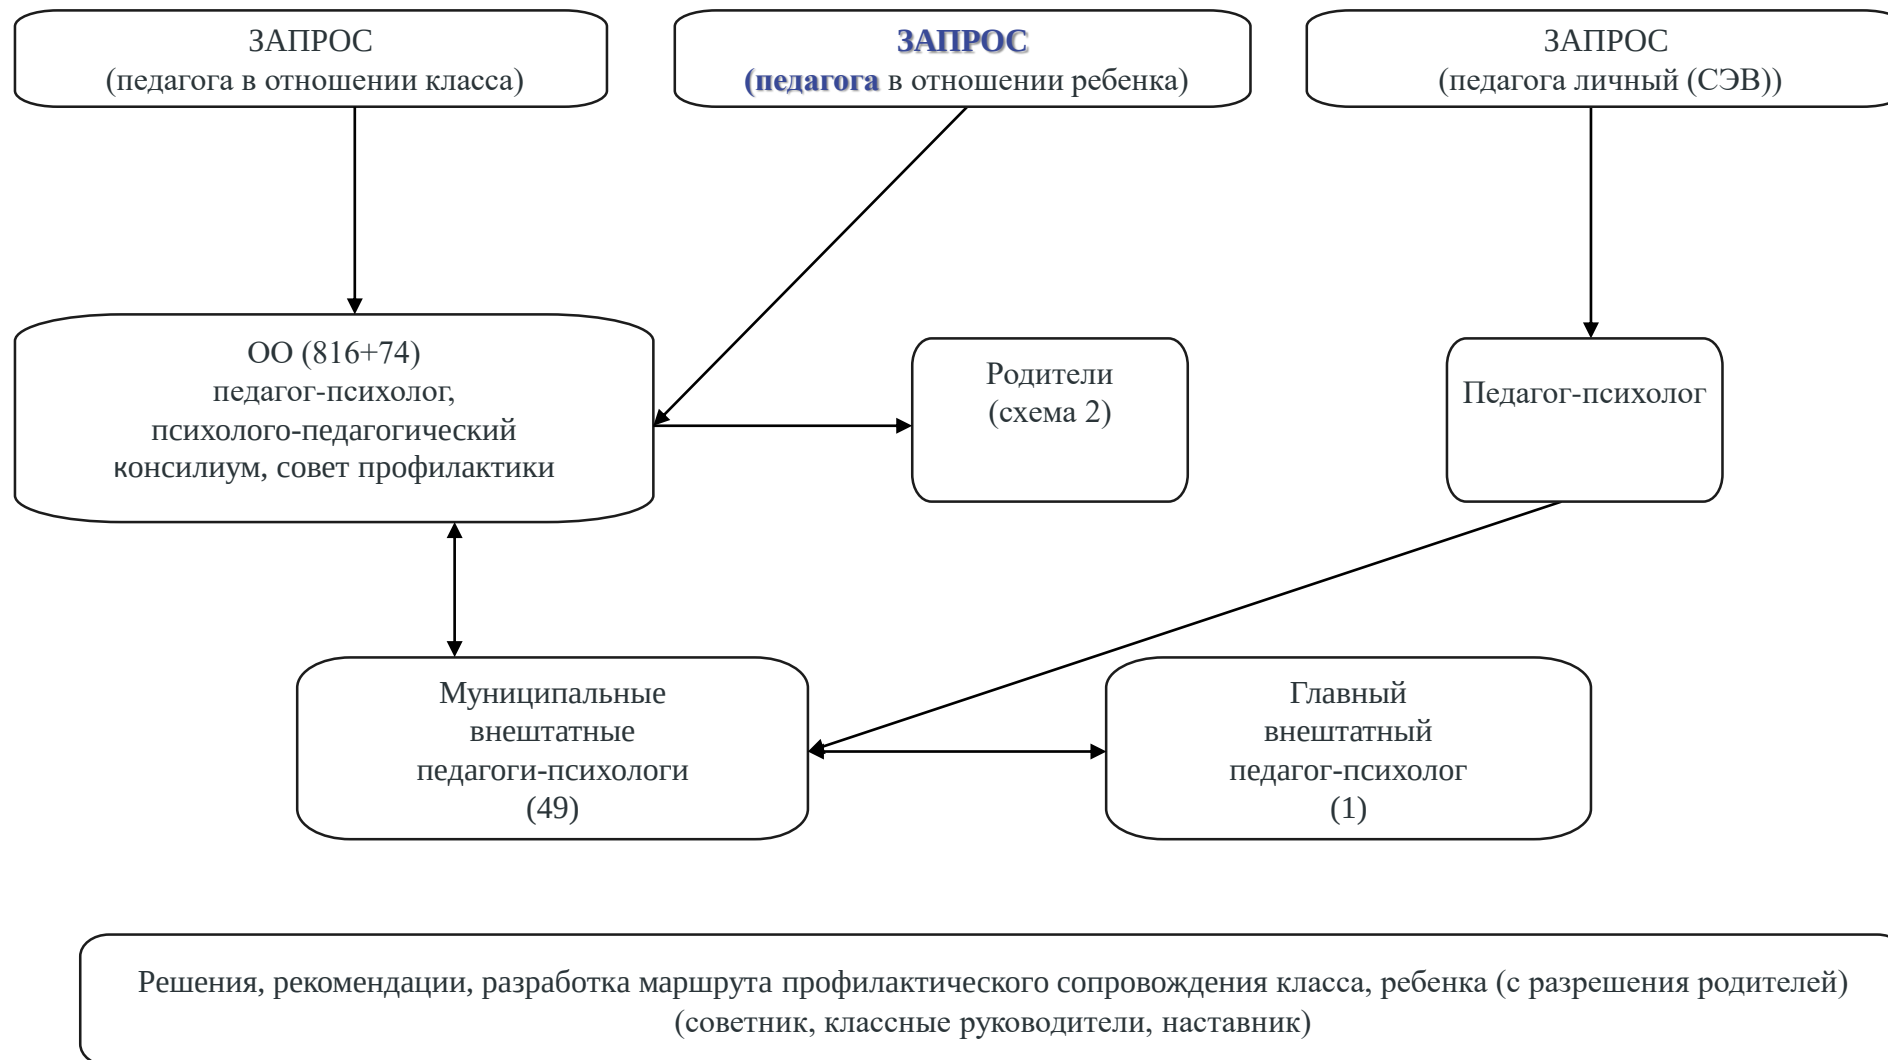 ЗАПРОС
(педагога в отношении класса)
ЗАПРОС
(педагога в отношении ребенка)
ЗАПРОС
(педагога личный (СЭВ))
ОО (816+74)
педагог-психолог,
психолого-педагогический
консилиум, совет профилактики
Родители
(схема 2)
Педагог-психолог
Муниципальные
внештатные
педагоги-психологи
(49)
Главный
внештатный
педагог-психолог
(1)
Решения, рекомендации, разработка маршрута профилактического сопровождения класса, ребенка (с разрешения родителей)
(советник, классные руководители, наставник)